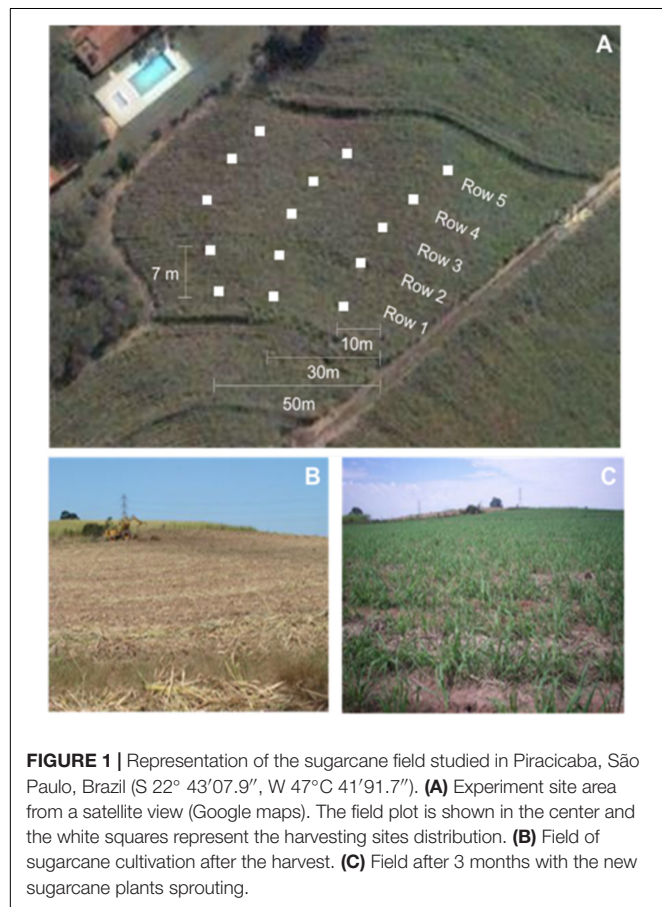 A
Row 5
Row 4
Row 3
Row 2
Row 1
7 m
10m
30m
50m
B
C
FIGURE 1 | Representation of the sugarcane field studied in Piracicaba, São
Paulo, Brazil (S 22° 43′07.9″, W 47°C 41′91.7″). (A) Experiment site area
from a satellite view (Google maps). The field plot is shown in the center and
the white squares represent the harvesting sites distribution. (B) Field of
sugarcane cultivation after the harvest. (C) Field after 3 months with the new
sugarcane plants sprouting.